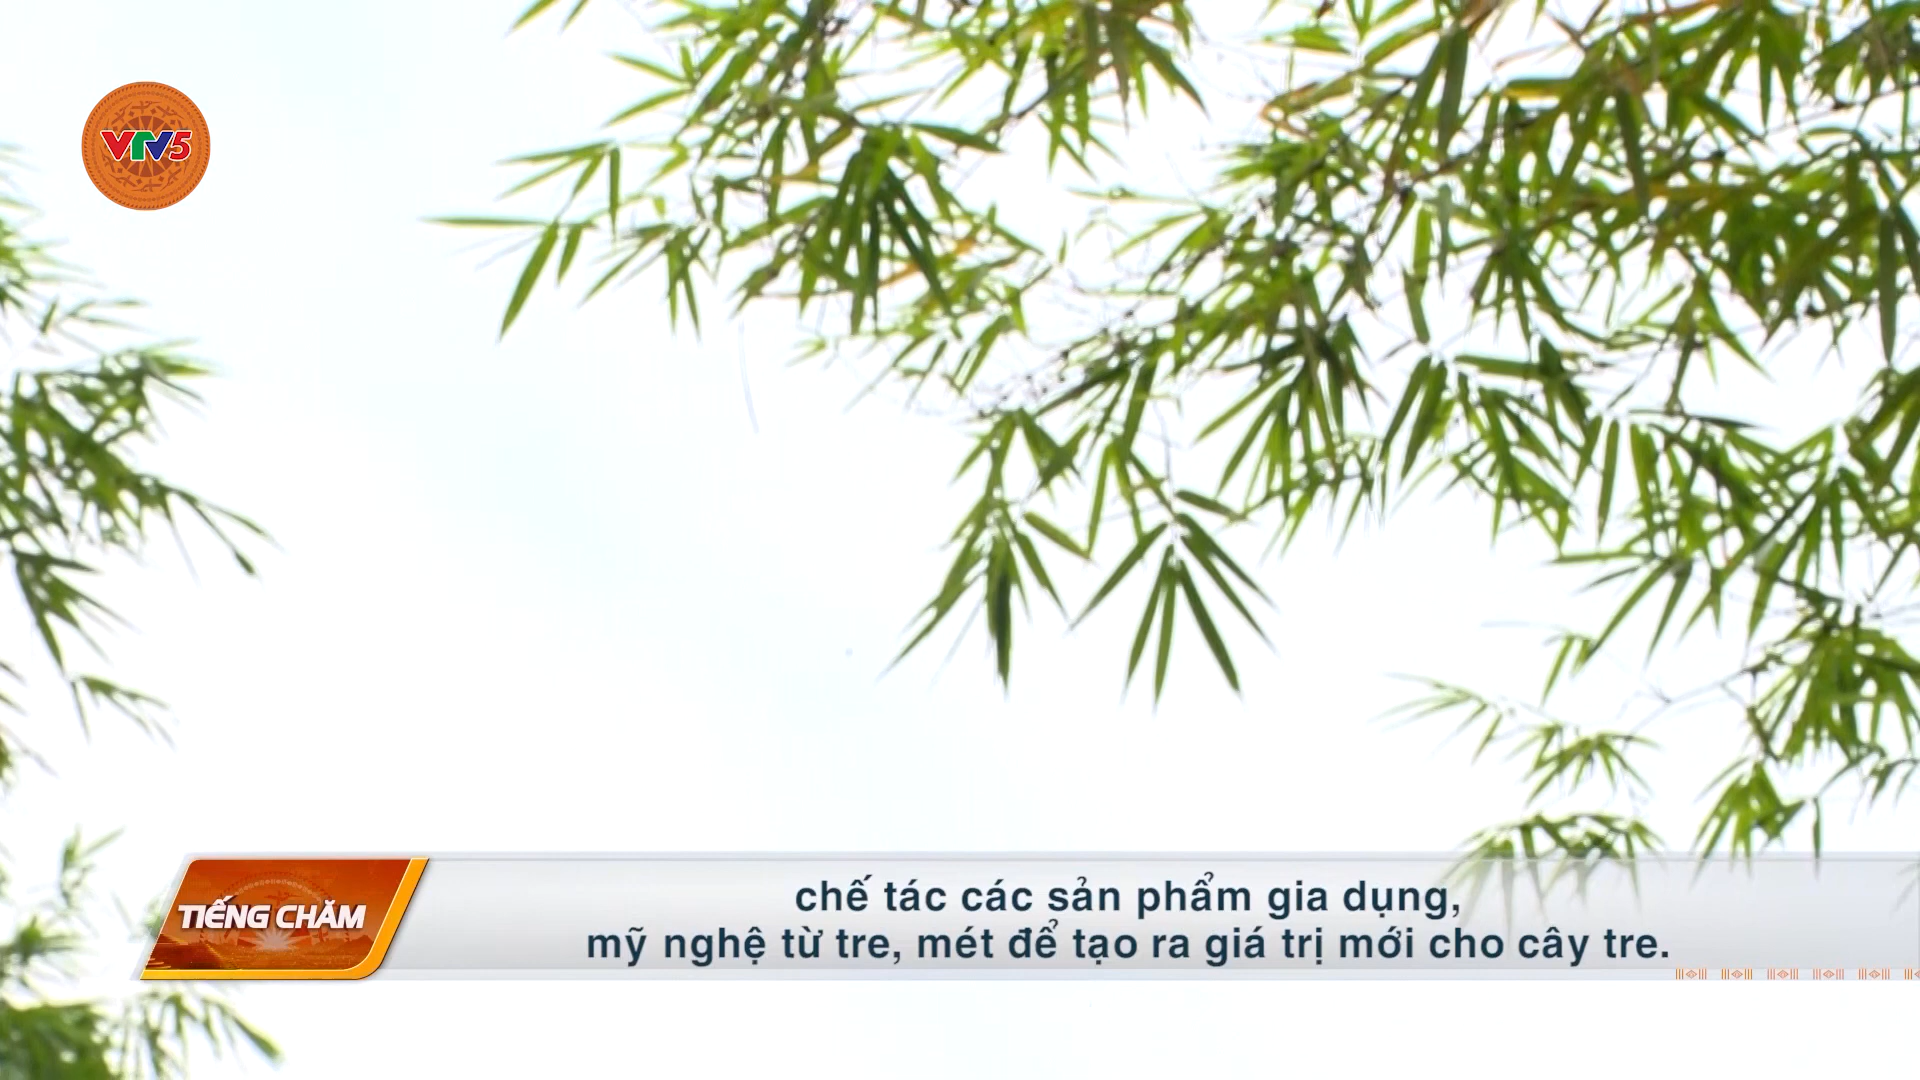 VTV5
TIẾNG CHĂM
chế tác các sản phẩm gia dụng,
mỹ nghệ từ tre, mét để tạo ra giá trị mới cho cây tre.